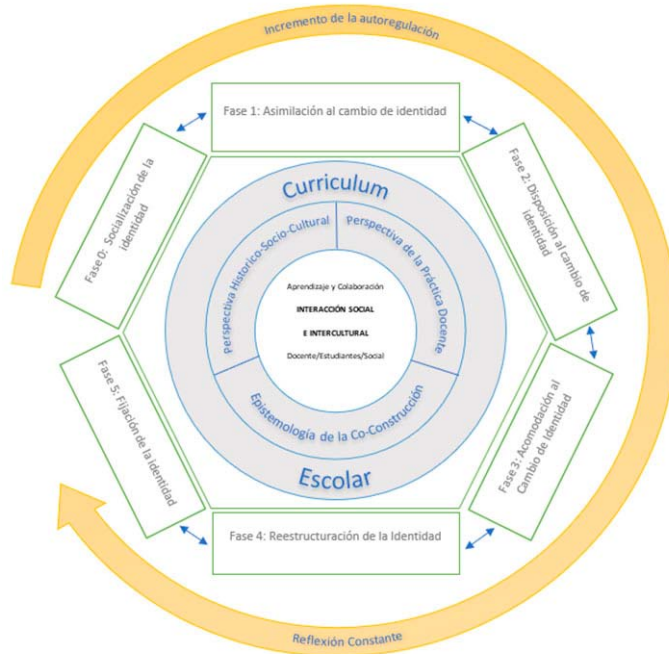 Incremento de la autoregulación
Fase 1: Asimilación al cambio de identidad
Fase 0: Socialización de la
identidad
Fase 2: Disposición al cambio de
identidad
Curriculum
Perspectiva Historico-Socio-Cultural
Perspectiva de la Práctica Docente
Aprendizaje y Colaboración
INTERACCIÓN SOCIAL
E INTERCULTURAL
Docente/Estudiantes/Social
Epistemología de la Co-Construcción
Escolar
Fase 5: Fijación de la identidad
Fase 3: Acomodación al
Cambio de Identidad
Fase 4: Reestructuración de la Identidad
Reflexión Constante